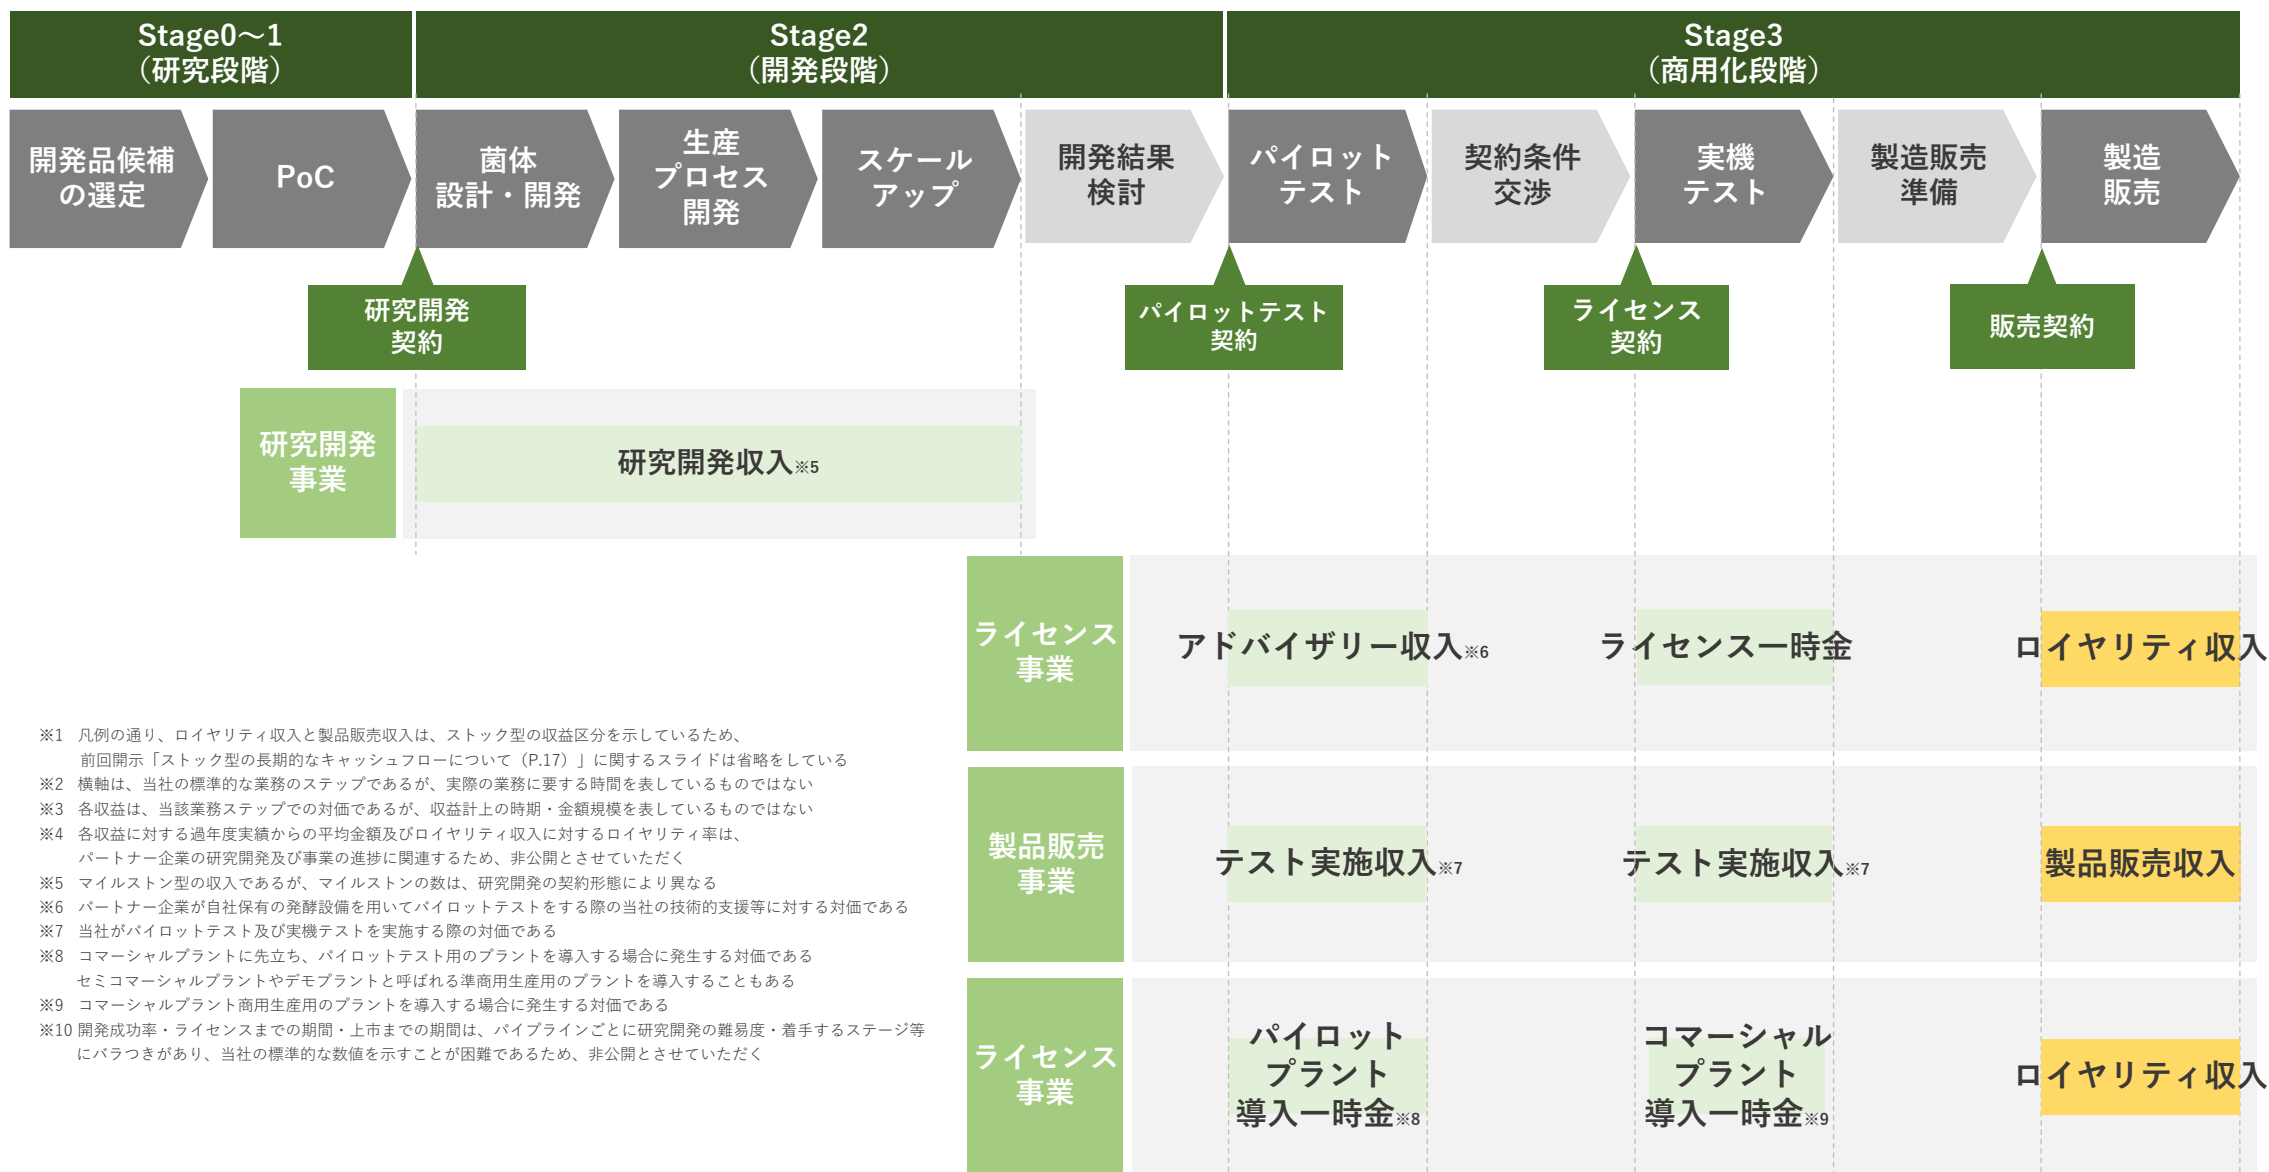 Stage0～1
（研究段階）
Stage2
（開発段階）
Stage3
（商用化段階）
開発品候補
の選定
PoC
菌体
設計・開発
生産
プロセス
開発
スケール
アップ
開発結果
検討
パイロット
テスト
契約条件
交渉
実機
テスト
製造販売
準備
製造
販売
研究開発
契約
パイロットテスト
契約
ライセンス
契約
販売契約
研究開発
事業
研究開発収入※5
ライセンス
事業
アドバイザリー収入※6
ライセンス一時金
ロイヤリティ収入
製品販売
事業
テスト実施収入※7
テスト実施収入※7
製品販売収入
ライセンス
事業
パイロット
プラント
導入一時金※8
コマーシャル
プラント
導入一時金※9
ロイヤリティ収入
※1 凡例の通り、ロイヤリティ収入と製品販売収入は、ストック型の収益区分を示しているため、
前回開示「ストック型の長期的なキャッシュフローについて（P.17）」に関するスライドは省略をしている
※2 横軸は、当社の標準的な業務のステップであるが、実際の業務に要する時間を表しているものではない
※3 各収益は、当該業務ステップでの対価であるが、収益計上の時期・金額規模を表しているものではない
※4 各収益に対する過年度実績からの平均金額及びロイヤリティ収入に対するロイヤリティ率は、
パートナー企業の研究開発及び事業の進捗に関連するため、非公開とさせていただく
※5 マイルストン型の収入であるが、マイルストンの数は、研究開発の契約形態により異なる
※6 パートナー企業が自社保有の発酵設備を用いてパイロットテストをする際の当社の技術的支援等に対する対価である
※7 当社がパイロットテスト及び実機テストを実施する際の対価である
※8 コマーシャルプラントに先立ち、パイロットテスト用のプラントを導入する場合に発生する対価である
セミコマーシャルプラントやデモプラントと呼ばれる準商用生産用のプラントを導入することもある
※9 コマーシャルプラント商用生産用のプラントを導入する場合に発生する対価である
※10 開発成功率・ライセンスまでの期間・上市までの期間は、パイプラインごとに研究開発の難易度・着手するステージ等
にバラつきがあり、当社の標準的な数値を示すことが困難であるため、非公開とさせていただく